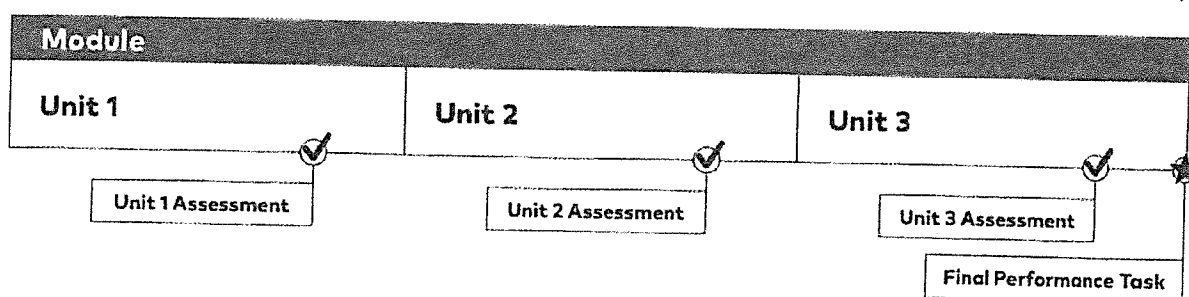 Module
Unit 1
Unit 2
Unit 3
Unit 1 Assessment
Unit 2 Assessment
Unit 3 Assessment
Final Performance Task